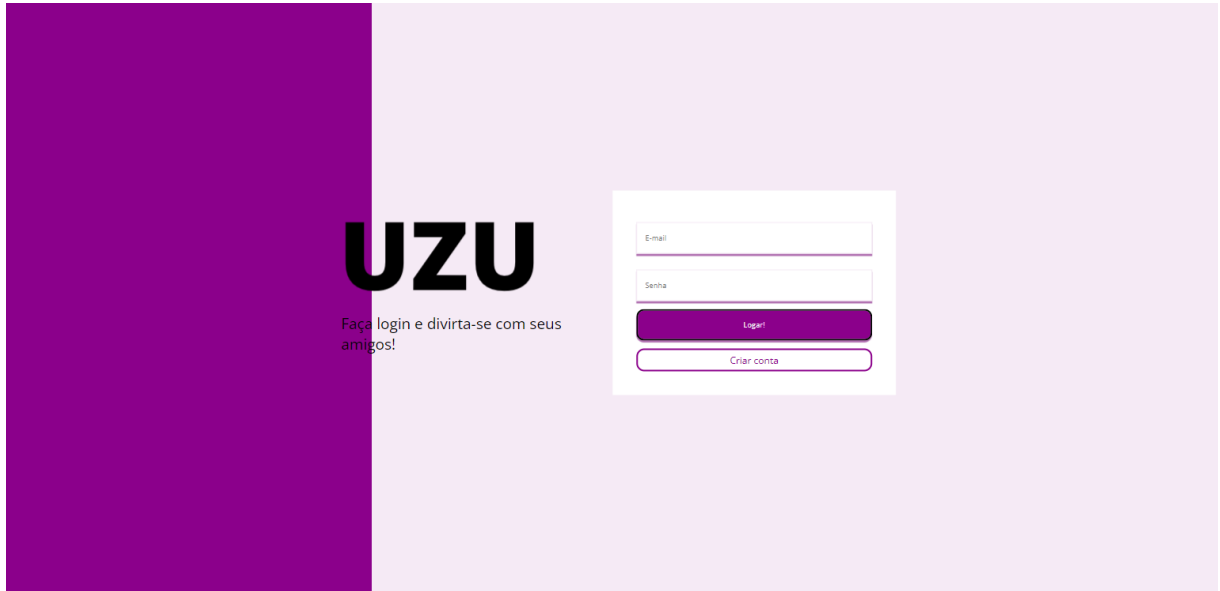 UZU
Faça login e divirta-se com seus
amigos!
E-mail
Senha
Logar!
Criar conta